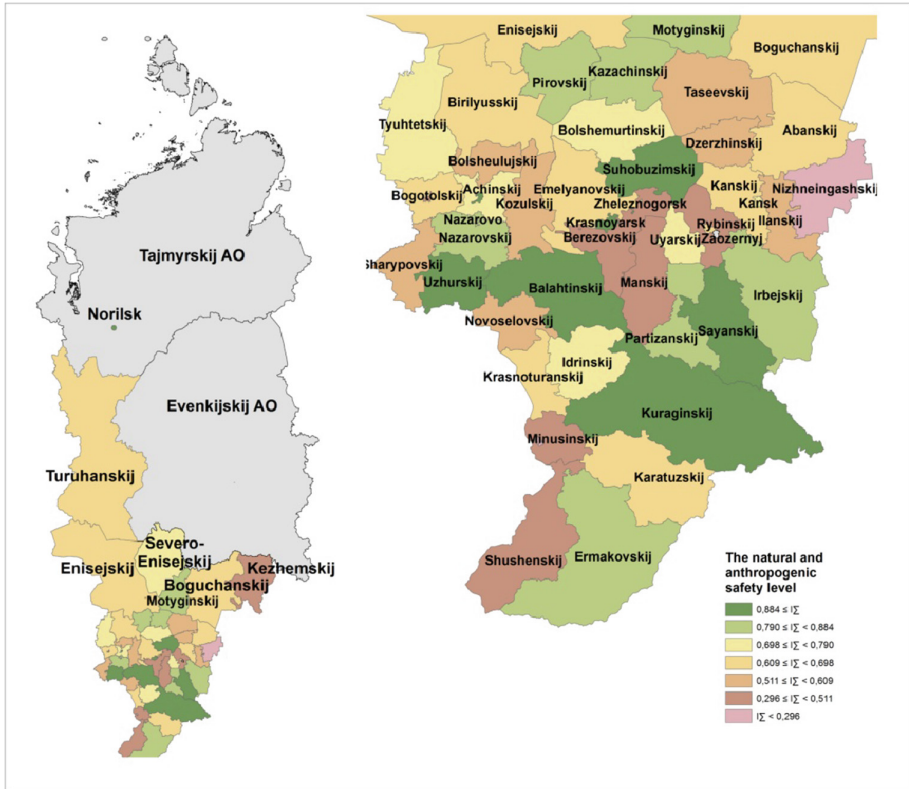 Tajmyrskij AO
Norilsk
Evenkijskij AO
Turuhanskij
Severo-
Enisejskij
Enisejskij
Kezhemskij
Boguchanskij
Motyginskij
Enisejskij
Motyginskij
Boguchanskij
Pirovskij
Kazachinskij
Taseevskij
Birilyusskij
Tyuhtetskij
Bolshemurtinskij
Abanskij
Dzerzhinskij
Bolsheulujskij
Suhobuzimskij
Achinskij
Emelyanovskij
Kanskij
Nizhneingashskij
Bogotolskij
Kozulskij
Zheleznogorsk
Kansk
Nazarovo
Krasnoyarsk
Rybinskij
Ilanskij
Nazarovskij
Berezovskij
Uyarskij
Zaozernyj
Sharypovskij
Uzhurskij
Balahtinskij
Manskij
Irbejskij
Novoselovskij
Partizanskij
Sayanskij
Idrinskij
Krasnoturanskij
Kuraginskij
Minusinskij
Karatuzskij
Shushenskij
Ermakovskij
The natural and
anthropogenic
safety level
0,884 ≤ I∑
0,790 ≤ I∑ < 0,884
0,698 ≤ I∑ < 0,790
0,609 ≤ I∑ < 0,698
0,511 ≤ I∑ < 0,609
0,296 ≤ I∑ < 0,511
I∑ < 0,296